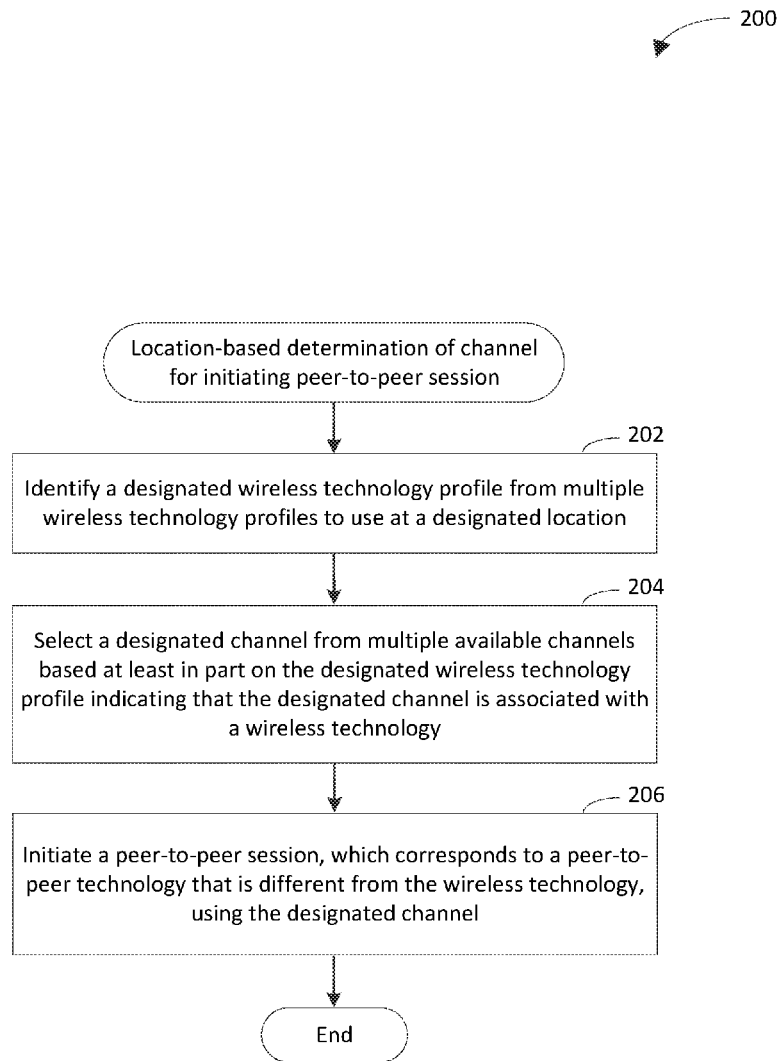 200
Location-based determination of channel
for initiating peer-to-peer session
202
Identify a designated wireless technology profile from multiple
wireless technology profiles to use at a designated location
204
Select a designated channel from multiple available channels
based at least in part on the designated wireless technology
profile indicating that the designated channel is associated with
a wireless technology
206
Initiate a peer-to-peer session, which corresponds to a peer-to-
peer technology that is different from the wireless technology,
using the designated channel
End